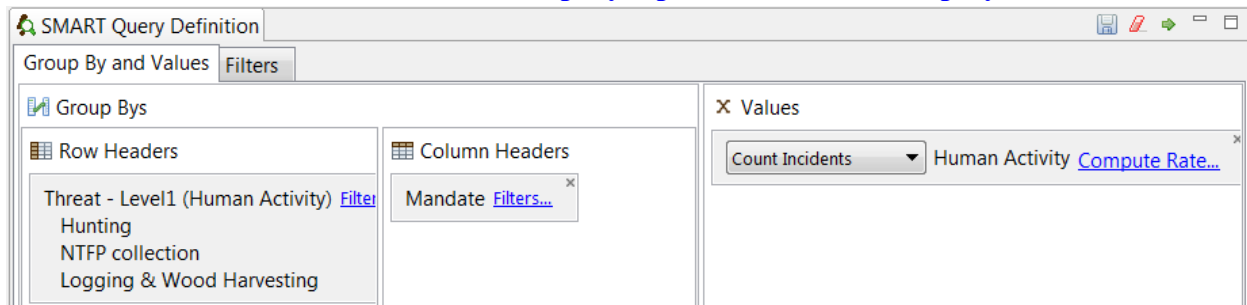 SMART Query Definition
Group By and Values Filters
Group Bys
Values
Row Headers
Column Headers
Count Incidents Human Activity Compute Rate...
Threat - Level1 (Human Activity) Filter
Mandate Filters...
Hunting
NTFP collection
Logging & Wood Harvesting